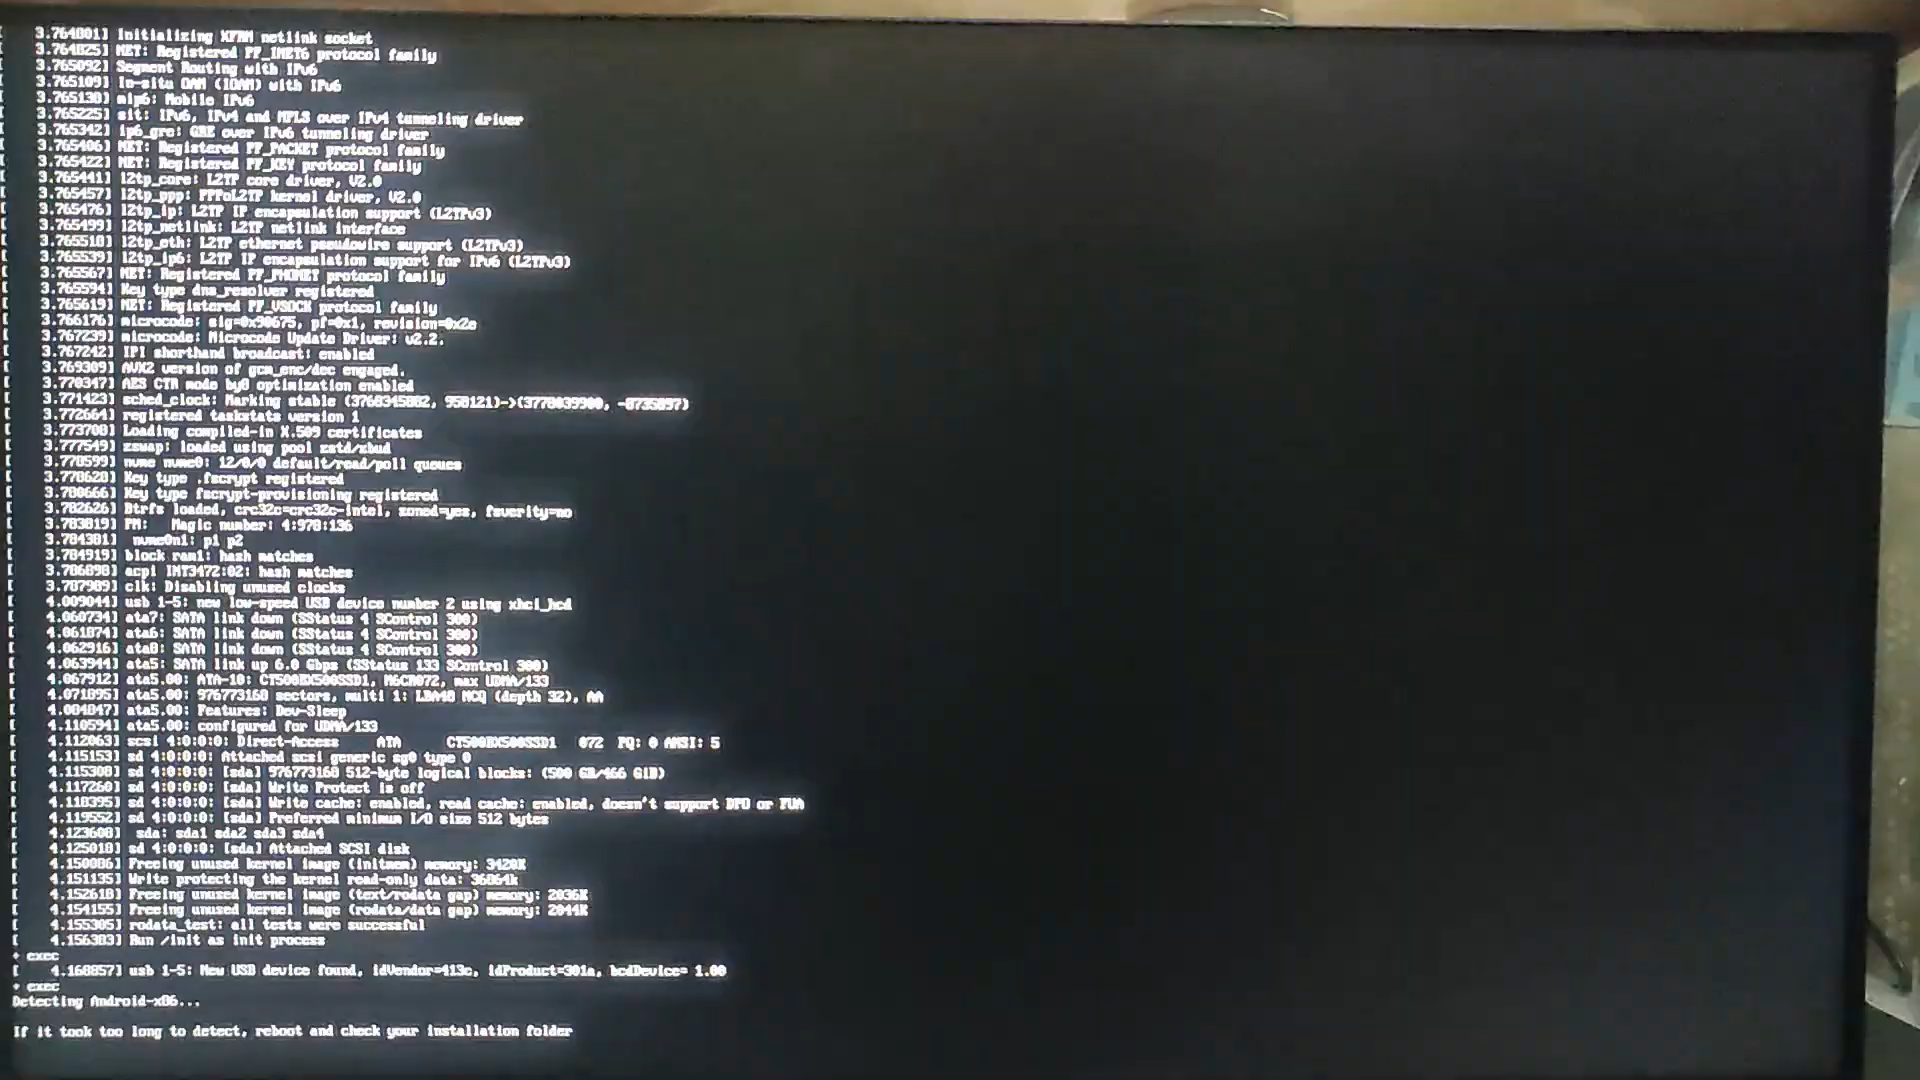 [    3.764801] Initializing XFRM netlink socket
[    3.764825] NET: Registered PF_INET6 protocol family
[    3.765092] Segment Routing with IPv6
[    3.765109] In-situ OAM (IOAM) with IPv6
[    3.765130] mip6: Mobile IPv6
[    3.765225] sit: IPv6, IPv4 and MPLS over IPv4 tunneling driver
[    3.765342] ip6_gre: GRE over IPv6 tunneling driver
[    3.765406] NET: Registered PF_PACKET protocol family
[    3.765422] NET: Registered PF_KEY protocol family
[    3.765441] l2tp_core: L2TP core driver, V2.0
[    3.765457] l2tp_ppp: PPPoL2TP kernel driver, V2.0
[    3.765476] l2tp_ip: L2TP IP encapsulation support (L2TPv3)
[    3.765499] l2tp_netlink: L2TP netlink interface
[    3.765518] l2tp_eth: L2TP ethernet pseudowire support (L2TPv3)
[    3.765539] l2tp_ip6: L2TP IP encapsulation support for IPv6 (L2TPv3)
[    3.765567] NET: Registered PF_PHONET protocol family
[    3.765594] Key type dns_resolver registered
[    3.765619] NET: Registered PF_VSOCK protocol family
[    3.766176] microcode: sig=0x90675, pf=0x1, revision=0x2e
[    3.767239] microcode: Microcode Update Driver: v2.2.
[    3.767242] IPI shorthand broadcast: enabled
[    3.769309] AVX2 version of gcm_enc/dec engaged.
[    3.770347] AES CTR mode by8 optimization enabled
[    3.771423] sched_clock: Marking stable (3768345882, 958121)->(3778039900, -8735897)
[    3.772664] registered taskstats version 1
[    3.773708] Loading compiled-in X.509 certificates
[    3.777549] zswap: loaded using pool zstd/zbud
[    3.778599] nvme nvme0: 12/0/0 default/read/poll queues
[    3.778628] Key type .fscrypt registered
[    3.780666] Key type fscrypt-provisioning registered
[    3.782626] Btrfs loaded, crc32c=crc32c-intel, zoned=yes, fsverity=no
[    3.783819] PM:   Magic number: 4:978:136
[    3.784381]  nvme0n1: p1 p2
[    3.784919] block ram1: hash matches
[    3.786898] acpi INT3472:02: hash matches
[    3.787989] clk: Disabling unused clocks
[    4.009044] usb 1-5: new low-speed USB device number 2 using xhci_hcd
[    4.060734] ata7: SATA link down (SStatus 4 SControl 300)
[    4.061874] ata6: SATA link down (SStatus 4 SControl 300)
[    4.062916] ata8: SATA link down (SStatus 4 SControl 300)
[    4.063944] ata5: SATA link up 6.0 Gbps (SStatus 133 SControl 300)
[    4.067912] ata5.00: ATA-10: CT500BX500SSD1, M6CR072, max UDMA/133
[    4.071895] ata5.00: 976773168 sectors, multi 1: LBA48 NCQ (depth 32), AA
[    4.084847] ata5.00: Features: Dev-Sleep
[    4.110594] ata5.00: configured for UDMA/133
[    4.112063] scsi 4:0:0:0: Direct-Access     ATA      CT500BX500SSD1   072  PQ: 0 ANSI: 5
[    4.115153] sd 4:0:0:0: Attached scsi generic sg0 type 0
[    4.115308] sd 4:0:0:0: [sda] 976773168 512-byte logical blocks: (500 GB/466 GiB)
[    4.117260] sd 4:0:0:0: [sda] Write Protect is off
[    4.118395] sd 4:0:0:0: [sda] Write cache: enabled, read cache: enabled, doesn't support DPO or FUA
[    4.119552] sd 4:0:0:0: [sda] Preferred minimum I/O size 512 bytes
[    4.123608]  sda: sda1 sda2 sda3 sda4
[    4.125018] sd 4:0:0:0: [sda] Attached SCSI disk
[    4.150086] Freeing unused kernel image (initmem) memory: 3420K
[    4.151135] Write protecting the kernel read-only data: 36864k
[    4.152618] Freeing unused kernel image (text/rodata gap) memory: 2036K
[    4.154155] Freeing unused kernel image (rodata/data gap) memory: 2044K
[    4.155305] rodata_test: all tests were successful
[    4.156383] Run /init as init process
+ exec
[    4.168857] usb 1-5: New USB device found, idVendor=413c, idProduct=301a, bcdDevice= 1.00
+ exec
Detecting Android-x86...
If it took too long to detect, reboot and check your installation folder